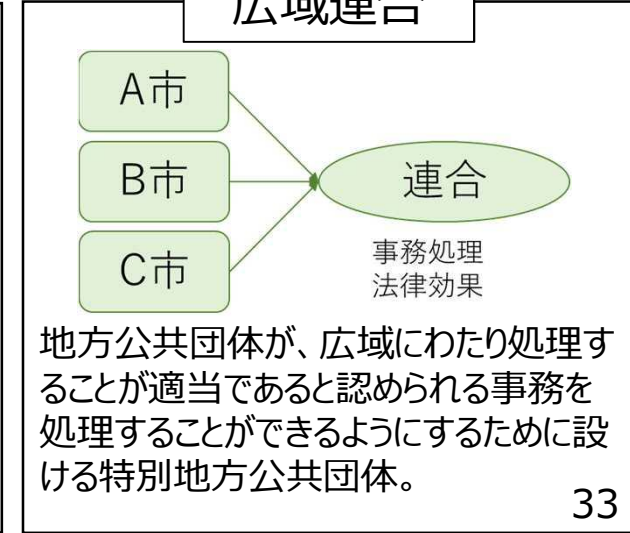 広域連合
A市
B市
C市
連合
事務処理
法律効果
地方公共団体が、広域にわたり処理す
ることが適当であると認められる事務を
処理することができるようにするために設
ける特別地方公共団体。
33